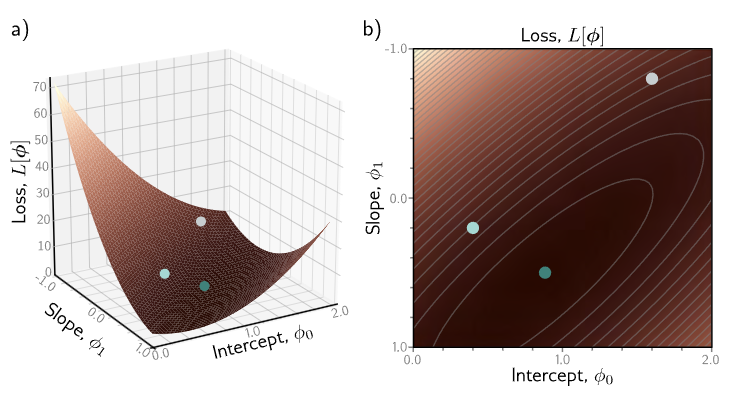 a)
70
60
50
40
30
20
10
0
Loss, L[ϕ]
-1.0
0.0
1.0
Slope, ϕ₁
0.0
1.0
2.0
Intercept, ϕ₀
b)
Loss, L[ϕ]
-1.0
0.0
1.0
Slope, ϕ₁
0.0
1.0
2.0
Intercept, ϕ₀